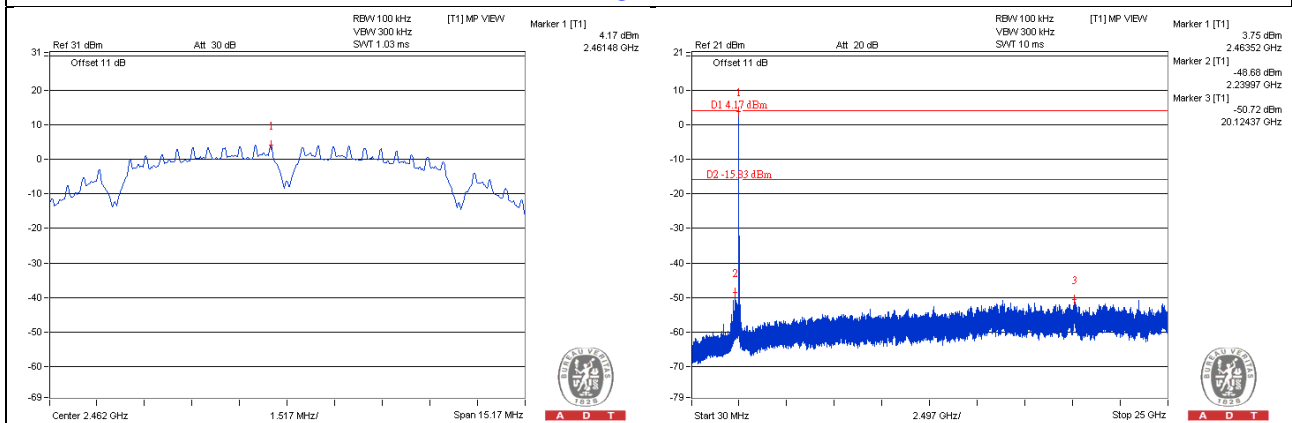 RBW 100 kHz
VBW 300 kHz
SWT 1.03 ms
[T1] MP VIEW
Ref 31 dBm
Att 30 dB
Offset 11 dB
Marker 1 [T1]
4.17 dBm
2.46148 GHz
31
20
10
0
-10
-20
-30
-40
-50
-60
-69
1
Center 2.462 GHz
1.517 MHz/
Span 15.17 MHz
BUREAU VERITAS
1828
A D T
RBW 100 kHz
VBW 300 kHz
SWT 10 ms
[T1] MP VIEW
Ref 21 dBm
Att 20 dB
Offset 11 dB
Marker 1 [T1]
3.75 dBm
2.46352 GHz
Marker 2 [T1]
-48.68 dBm
2.23997 GHz
Marker 3 [T1]
-50.72 dBm
20.12437 GHz
21
10
0
-10
-20
-30
-40
-50
-60
-70
-79
1
D1 4.17 dBm
D2 -15.83 dBm
2
3
Start 30 MHz
2.497 GHz/
Stop 25 GHz
BUREAU VERITAS
1828
A D T